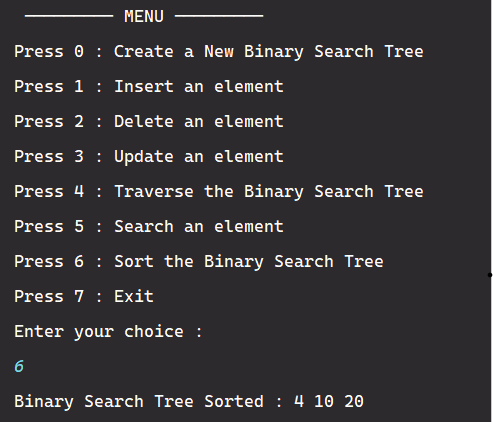 ────────── MENU ──────────
Press 0 : Create a New Binary Search Tree
Press 1 : Insert an element
Press 2 : Delete an element
Press 3 : Update an element
Press 4 : Traverse the Binary Search Tree
Press 5 : Search an element
Press 6 : Sort the Binary Search Tree
Press 7 : Exit
Enter your choice :
6
Binary Search Tree Sorted : 4 10 20